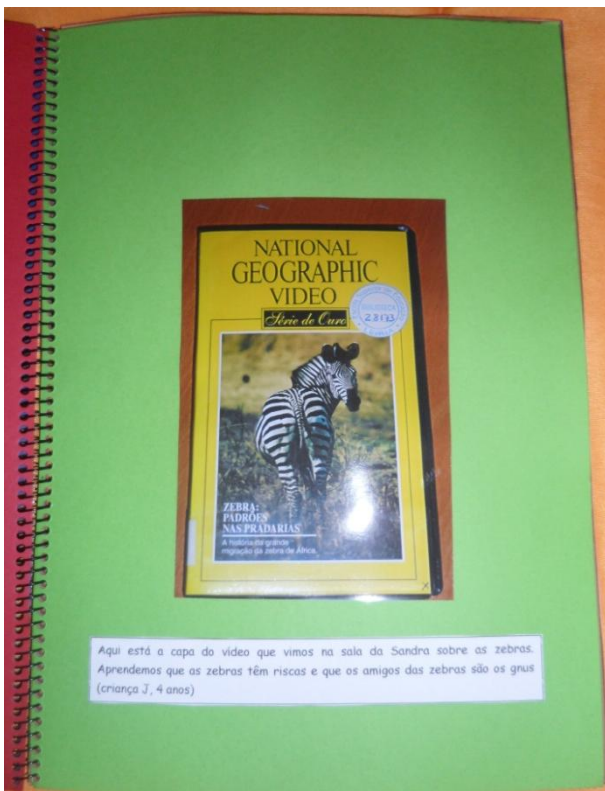 NATIONAL
GEOGRAPHIC
VIDEO
Série de Ouro
BIBLIOTECA
23173
ZEBRA:
PADRÕES
NAS PRADARIAS
A história da grande
migração da zebra de África
Aqui está a capa do vídeo que vimos na sala da Sandra sobre as zebras.
Aprendemos que as zebras têm riscas e que os amigos das zebras são os gnus
(criança J, 4 anos)